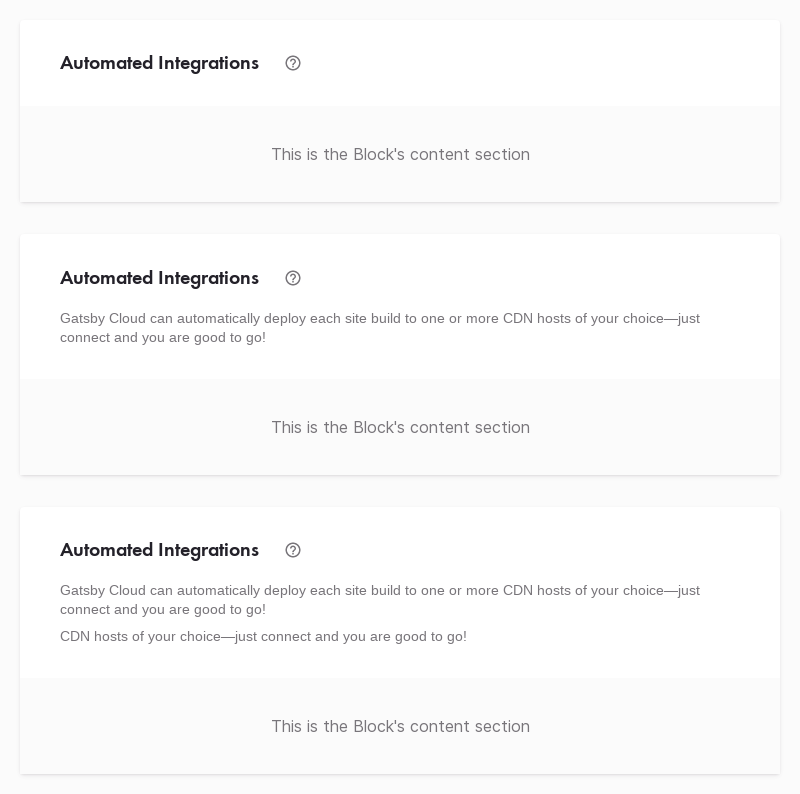 Automated Integrations
This is the Block's content section
Automated Integrations
Gatsby Cloud can automatically deploy each site build to one or more CDN hosts of your choice—just
connect and you are good to go!
This is the Block's content section
Automated Integrations
Gatsby Cloud can automatically deploy each site build to one or more CDN hosts of your choice—just
connect and you are good to go!
CDN hosts of your choice—just connect and you are good to go!
This is the Block's content section